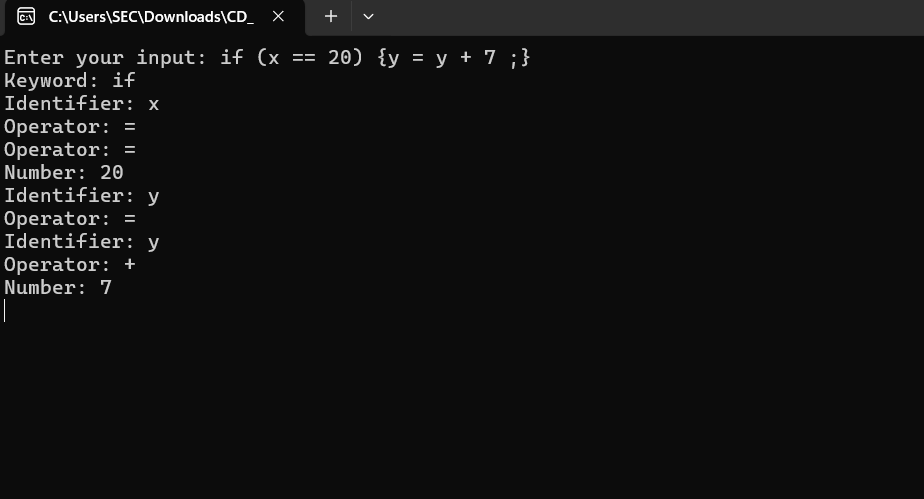 C:\Users\SEC\Downloads\CD_
Enter your input: if (x == 20) {y = y + 7 ;}
Keyword: if
Identifier: x
Operator: =
Operator: =
Number: 20
Identifier: y
Operator: =
Identifier: y
Operator: +
Number: 7